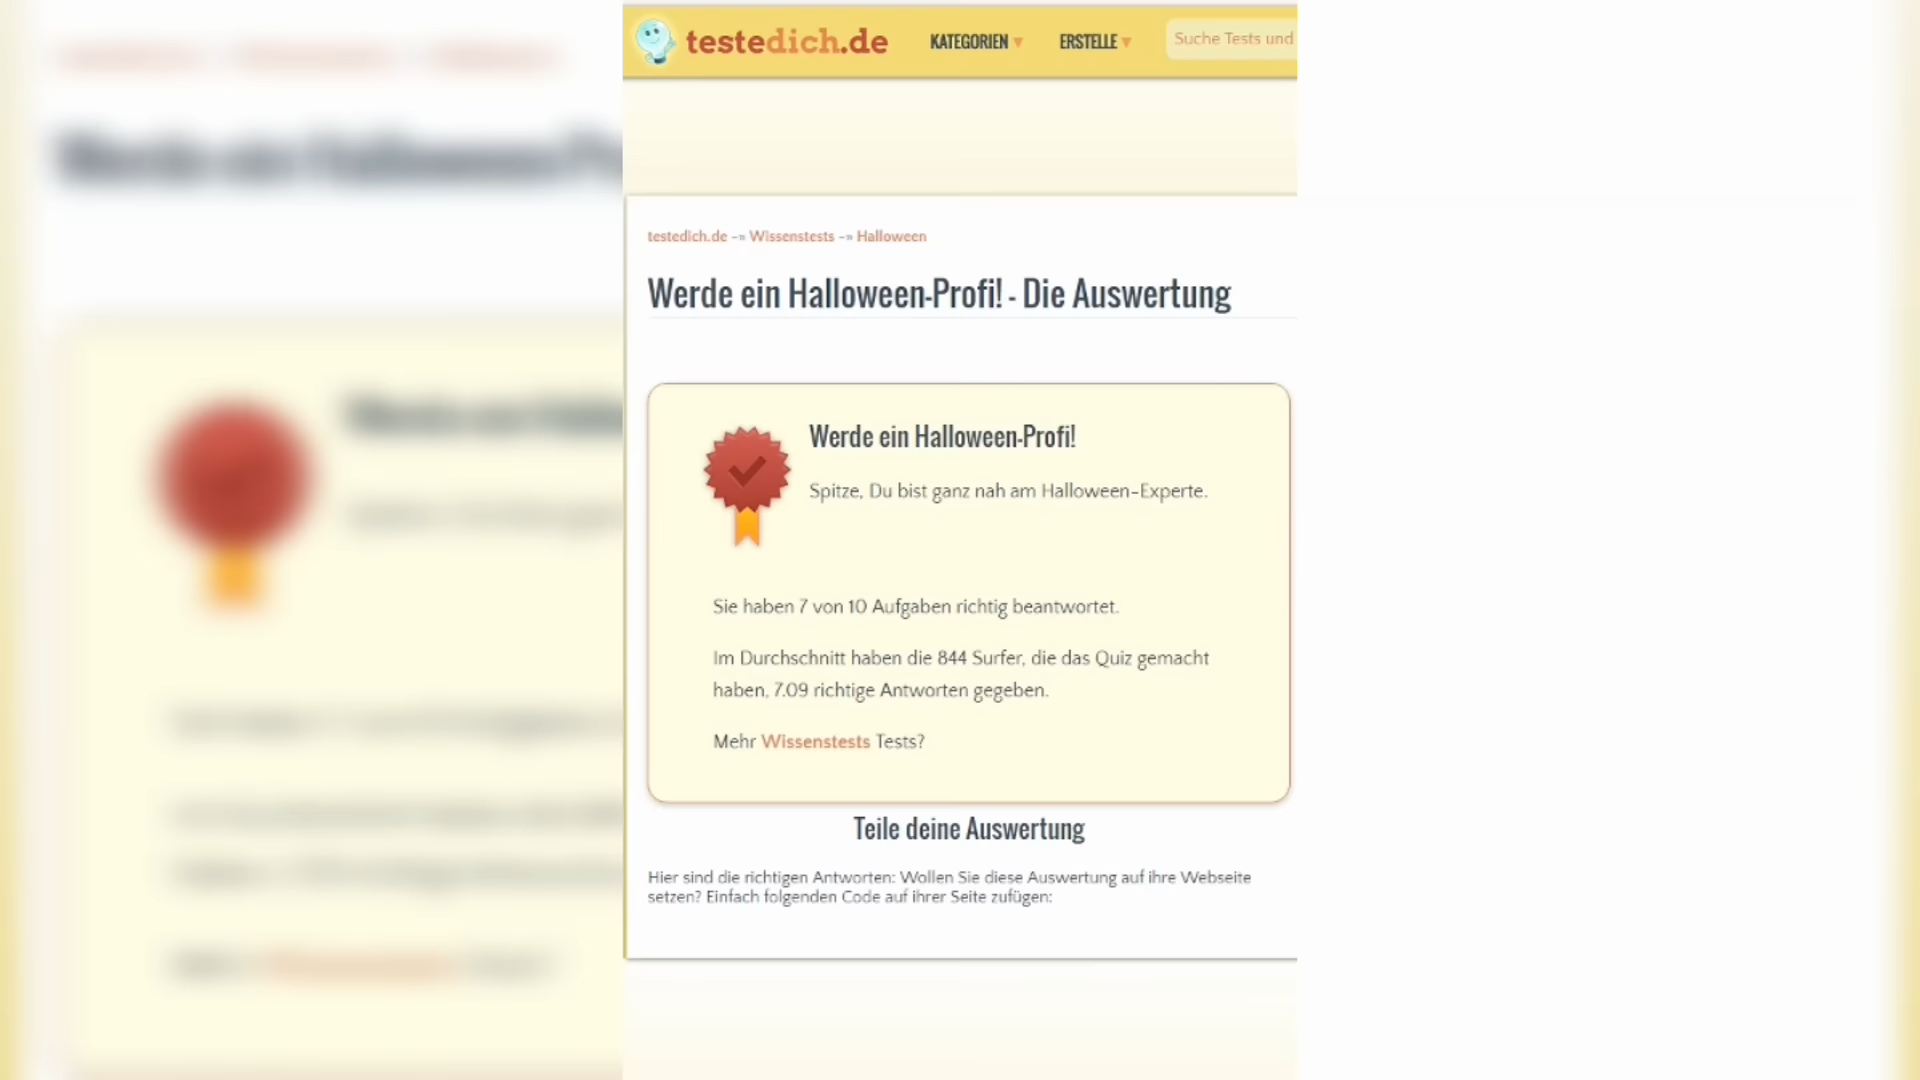 testedich.de
KATEGORIEN ▼
ERSTELLE ▼
Suche Tests und
testedich.de -» Wissenstests -» Halloween
Werde ein Halloween-Profi! - Die Auswertung
Werde ein Halloween-Profi!
Spitze, Du bist ganz nah am Halloween-Experte.
Sie haben 7 von 10 Aufgaben richtig beantwortet.
Im Durchschnitt haben die 844 Surfer, die das Quiz gemacht
haben, 7.09 richtige Antworten gegeben.
Mehr Wissenstests Tests?
Teile deine Auswertung
Hier sind die richtigen Antworten: Wollen Sie diese Auswertung auf ihre Webseite
setzen? Einfach folgenden Code auf ihrer Seite zufügen: